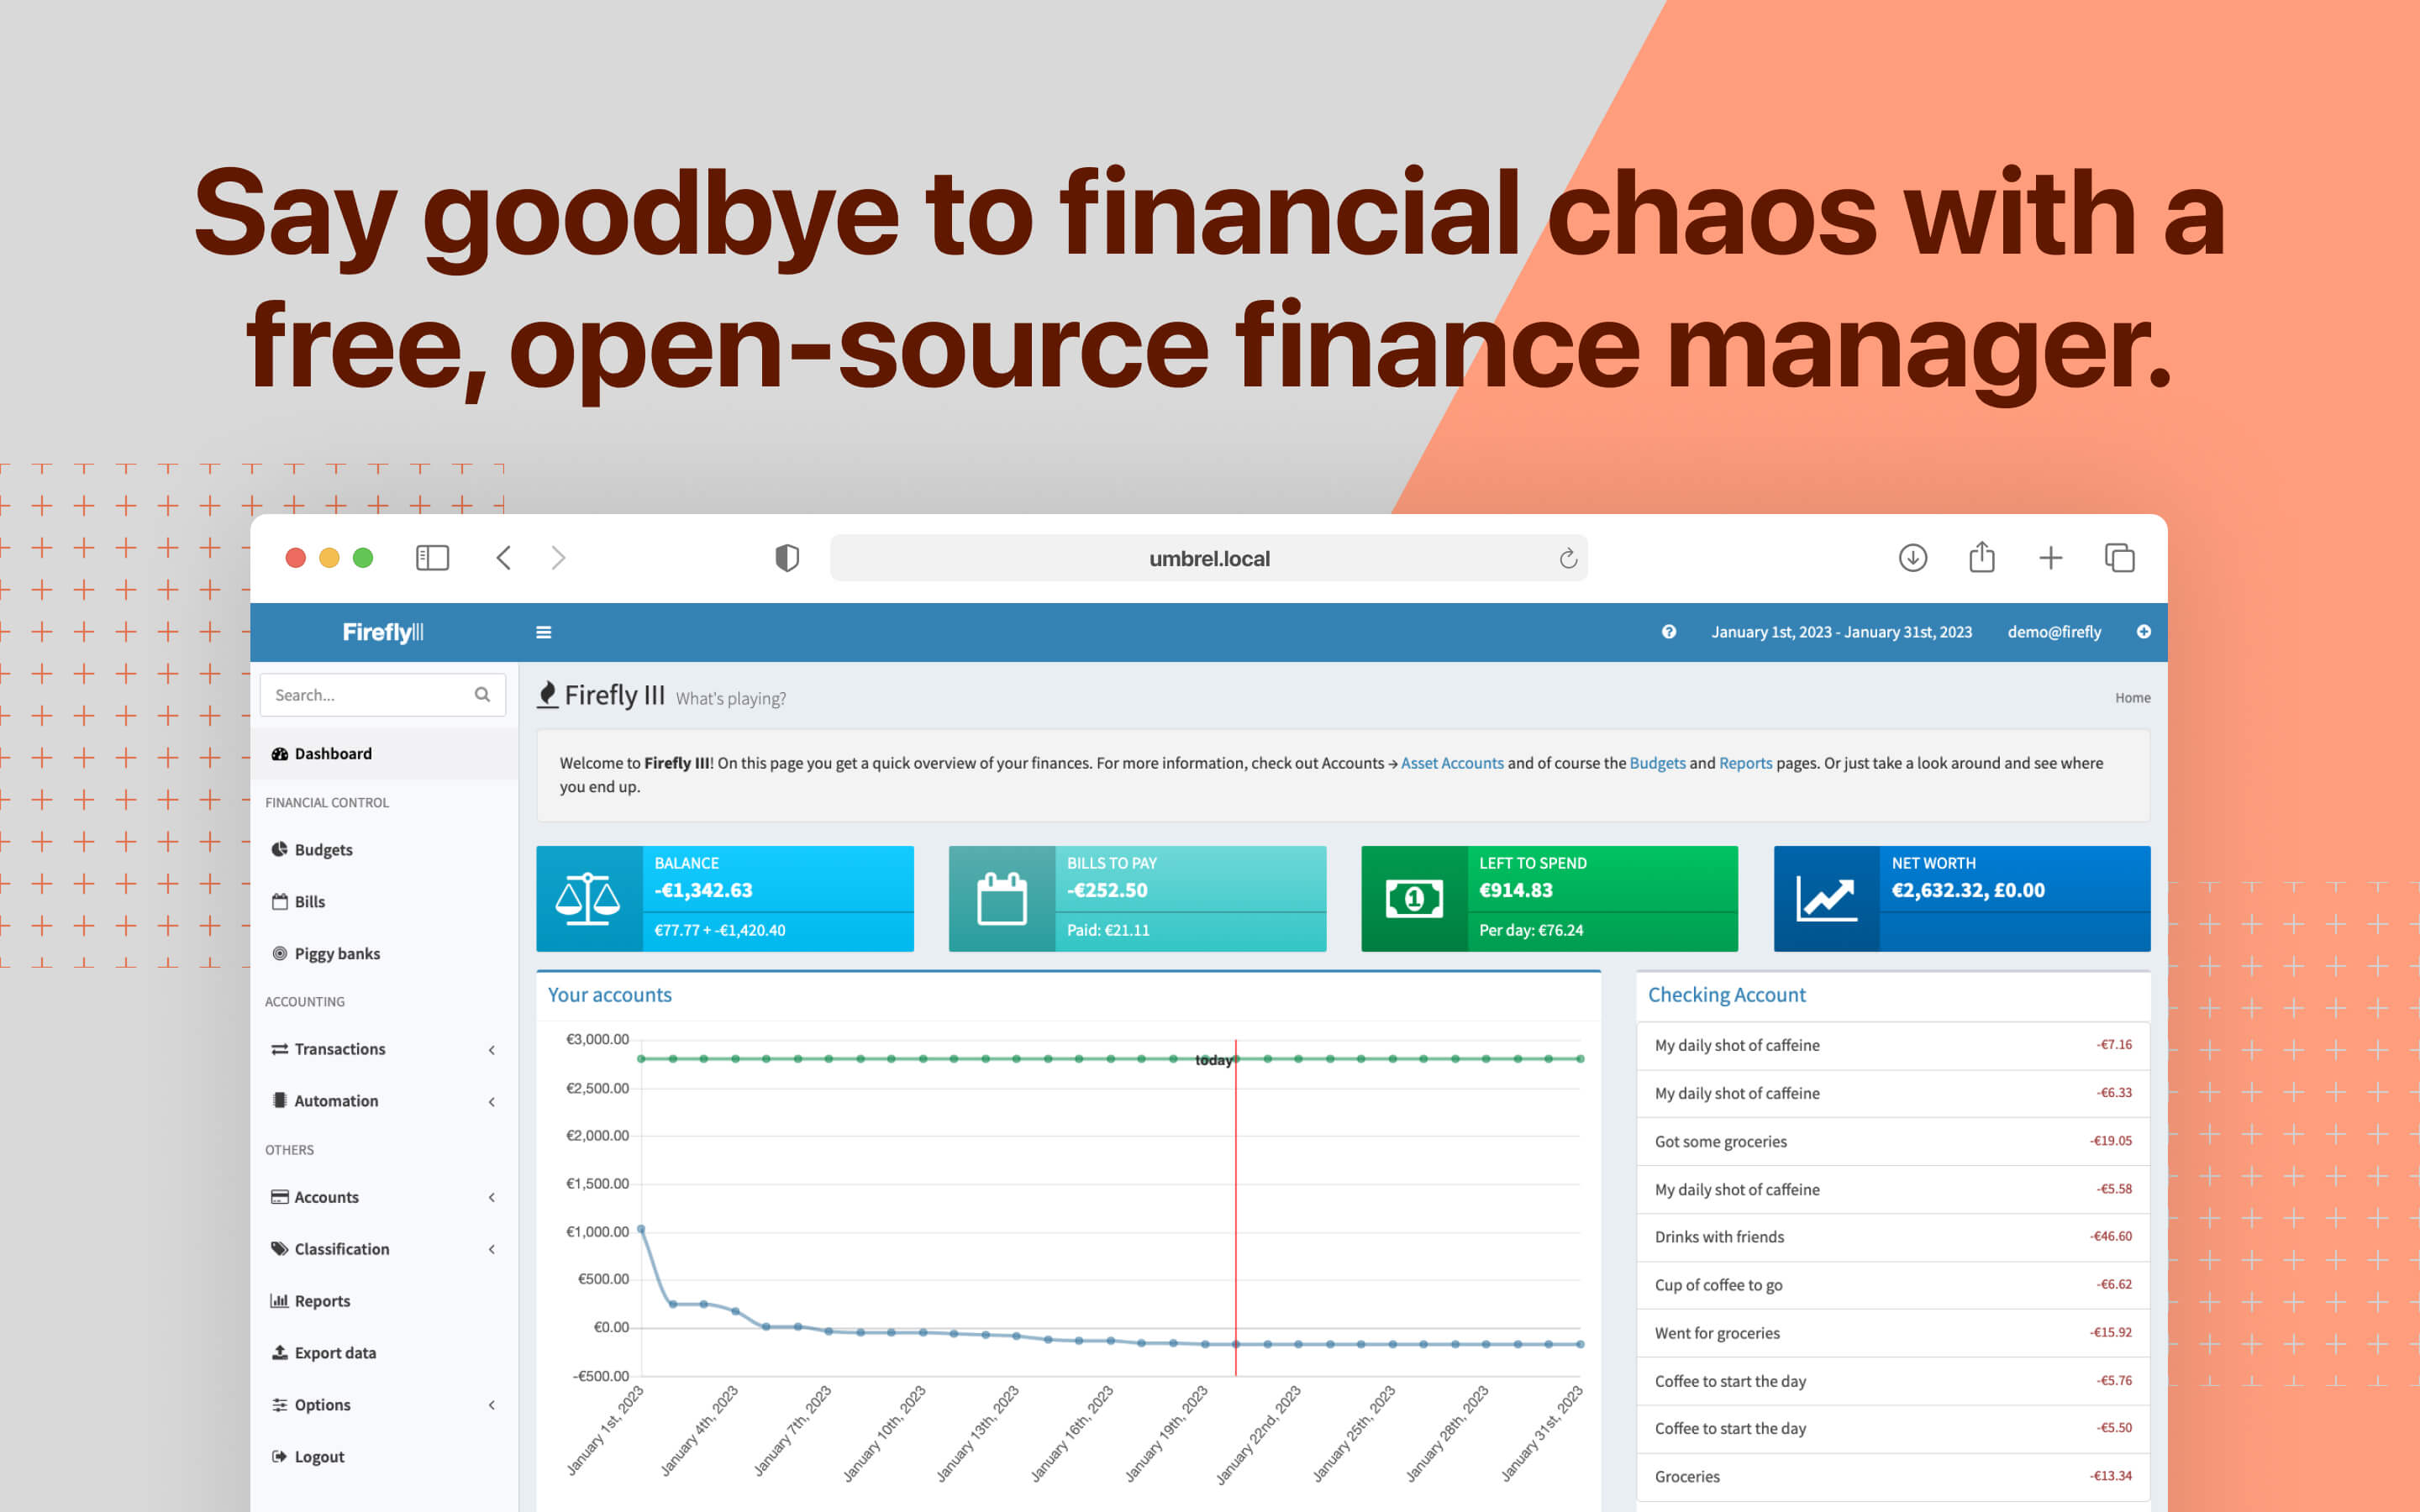 Say goodbye to financial chaos with a
free, open-source finance manager.
umbrel.local
FireflyIII
January 1st, 2023 - January 31st, 2023
demo@firefly
Search...
Dashboard
FINANCIAL CONTROL
Budgets
Bills
Piggy banks
ACCOUNTING
Transactions
Automation
OTHERS
Accounts
Classification
Reports
Export data
Options
Logout
Firefly III What's playing?
Home
Welcome to Firefly III! On this page you get a quick overview of your finances. For more information, check out Accounts → Asset Accounts and of course the Budgets and Reports pages. Or just take a look around and see where
you end up.
BALANCE
-€1,342.63
€77.77 + -€1,420.40
BILLS TO PAY
-€252.50
Paid: €21.11
LEFT TO SPEND
€914.83
Per day: €76.24
NET WORTH
€2,632.32, £0.00
Your accounts
€3,000.00
€2,500.00
€2,000.00
€1,500.00
€1,000.00
€500.00
€0.00
-€500.00
today
January 1st, 2023
January 4th, 2023
January 7th, 2023
January 10th, 2023
January 13th, 2023
January 16th, 2023
January 19th, 2023
January 22nd, 2023
January 25th, 2023
January 28th, 2023
January 31st, 2023
Checking Account
My daily shot of caffeine -€7.16
My daily shot of caffeine -€6.33
Got some groceries -€19.05
My daily shot of caffeine -€5.58
Drinks with friends -€46.60
Cup of coffee to go -€6.62
Went for groceries -€15.92
Coffee to start the day -€5.76
Coffee to start the day -€5.50
Groceries -€13.34